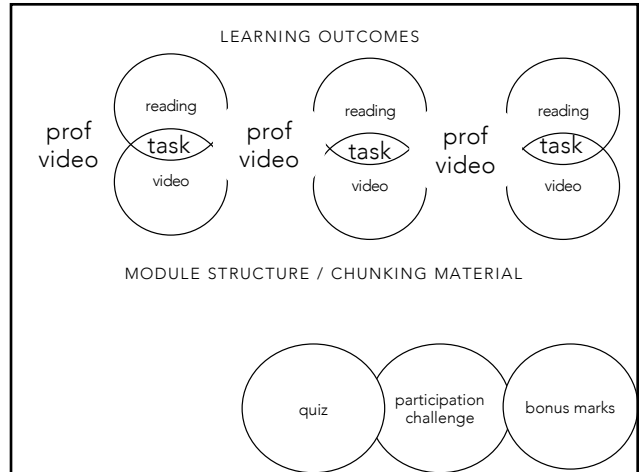 LEARNING OUTCOMES
reading
prof
video
task
video
reading
prof
video
task
video
reading
prof
video
task
video
MODULE STRUCTURE / CHUNKING MATERIAL
quiz
participation
challenge
bonus marks